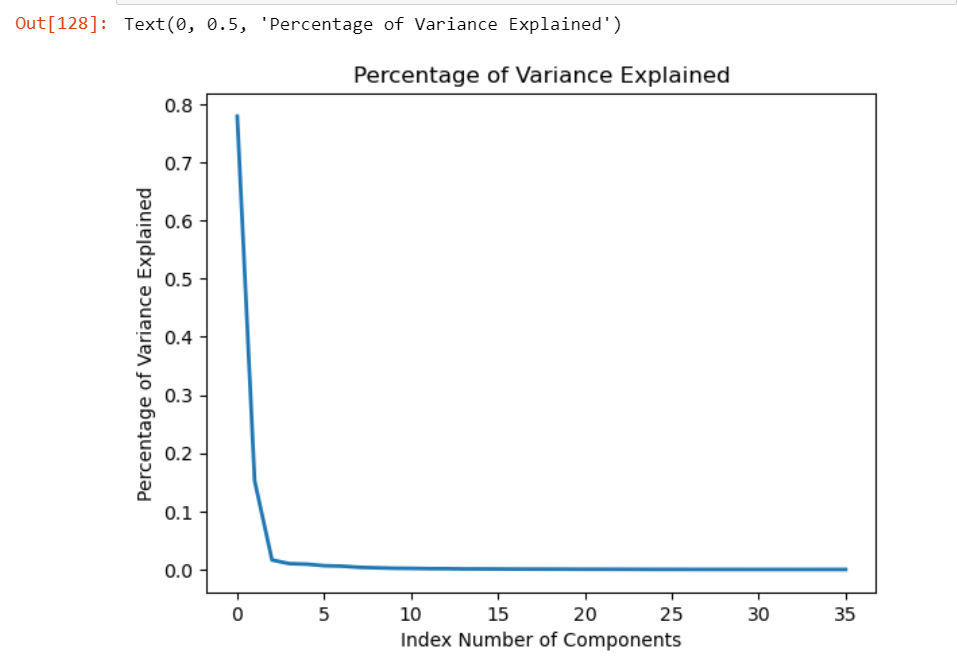 Out[128]: Text(0, 0.5, 'Percentage of Variance Explained')
Percentage of Variance Explained
Percentage of Variance Explained
0.8
0.7
0.6
0.5
0.4
0.3
0.2
0.1
0.0
0 5 10 15 20 25 30 35
Index Number of Components